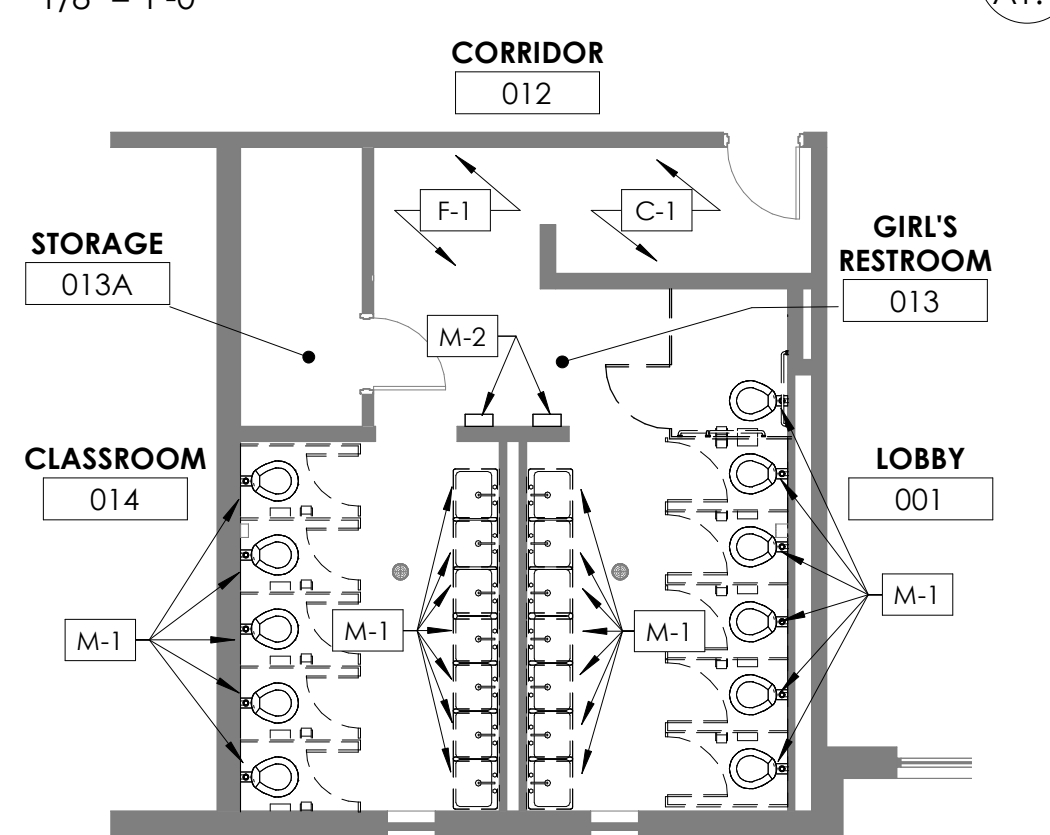 CORRIDOR
012
F-1
C-1
STORAGE
013A
GIRL'S
RESTROOM
013
M-2
CLASSROOM
014
LOBBY
001
M-1
M-1
M-1
M-1